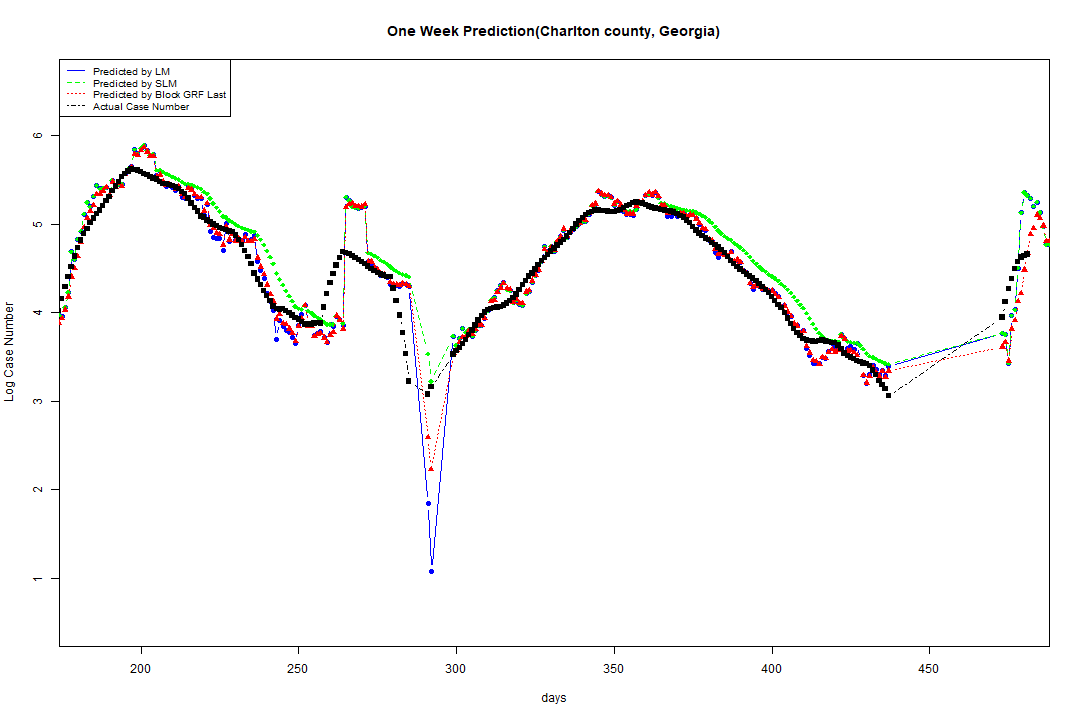 One Week Prediction(Charlton county, Georgia)
Predicted by LM
Predicted by SLM
Predicted by Block GRF Last
Actual Case Number
6
5
4
3
2
1
Log Case Number
200 250 300 350 400 450
days